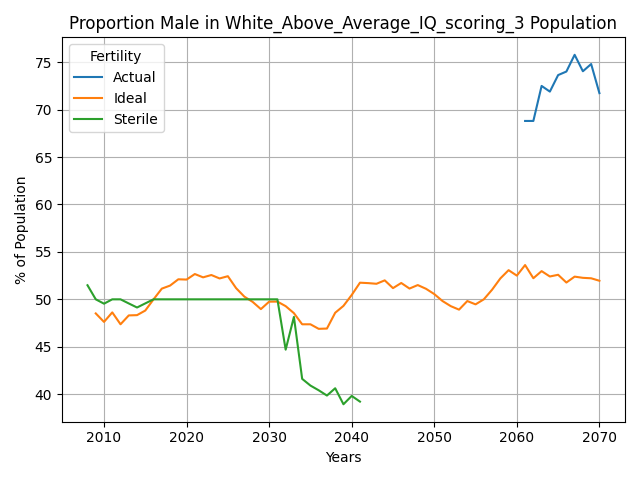 Proportion Male in White_Above_Average_IQ_scoring_3 Population
Fertility
Actual
Ideal
Sterile
% of Population
75
70
65
60
55
50
45
40
2010
2020
2030
2040
2050
2060
2070
Years